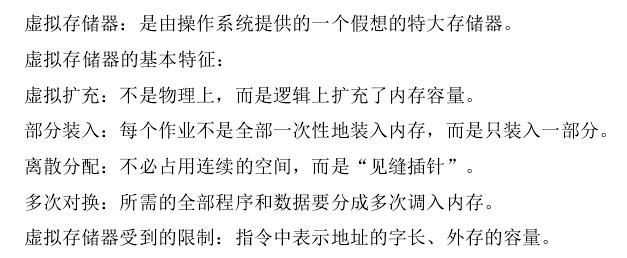 虚拟存储器：是由操作系统提供的一个假想的特大存储器。
虚拟存储器的基本特征：
虚拟扩充：不是物理上，而是逻辑上扩充了内存容量。
部分装入：每个作业不是全部一次性地装入内存，而是只装入一部分。
离散分配：不必占用连续的空间，而是“见缝插针”。
多次对换：所需的全部程序和数据要分成多次调入内存。
虚拟存储器受到的限制：指令中表示地址的字长、外存的容量。